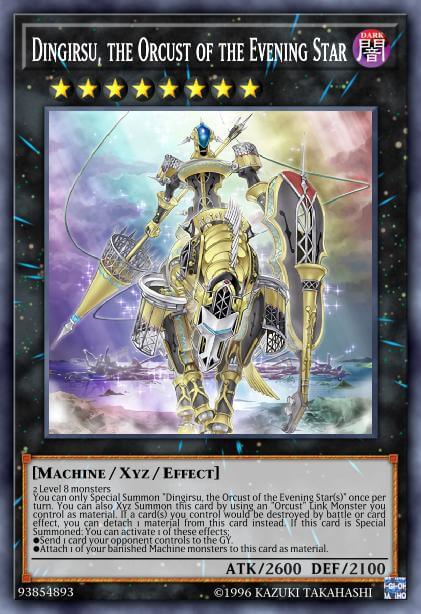 Dingirsu, the Orcust of the Evening Star
DARK
闇
[Machine / Xyz / Effect]
2 Level 8 monsters
You can only Special Summon "Dingirsu, the Orcust of the Evening Star(s)" once per
turn. You can also Xyz Summon this card by using an "Orcust" Link Monster you
control as material. If a card(s) you control would be destroyed by battle or card
effect, you can detach 1 material from this card instead. If this card is Special
Summoned: You can activate 1 of these effects;
●Send 1 card your opponent controls to the GY.
●Attach 1 of your banished Machine monsters to this card as material.
ATK/2600 DEF/2100
93854893
©1996 KAZUKI TAKAHASHI